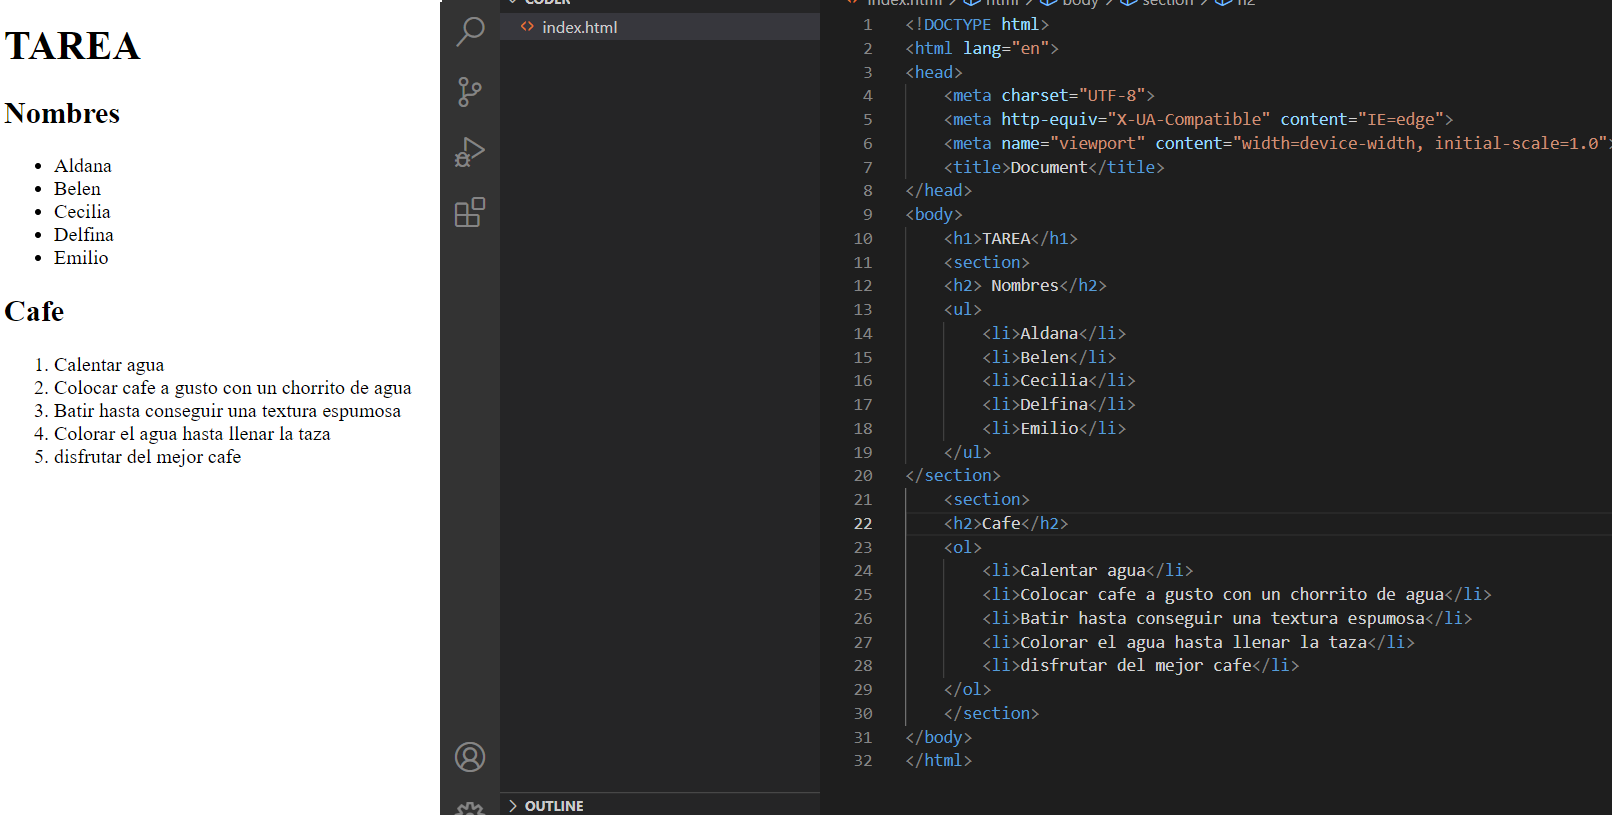 TAREA
Nombres
• Aldana
• Belen
• Cecilia
• Delfina
• Emilio
Cafe
1. Calentar agua
2. Colocar cafe a gusto con un chorrito de agua
3. Batir hasta conseguir una textura espumosa
4. Colorar el agua hasta llenar la taza
5. disfrutar del mejor cafe
CODER
<> index.html
OUTLINE
index.html > html > body > section > h2
1 <!DOCTYPE html>
2 <html lang="en">
3 <head>
4     <meta charset="UTF-8">
5     <meta http-equiv="X-UA-Compatible" content="IE=edge">
6     <meta name="viewport" content="width=device-width, initial-scale=1.0">
7     <title>Document</title>
8 </head>
9 <body>
10     <h1>TAREA</h1>
11     <section>
12     <h2> Nombres</h2>
13     <ul>
14         <li>Aldana</li>
15         <li>Belen</li>
16         <li>Cecilia</li>
17         <li>Delfina</li>
18         <li>Emilio</li>
19     </ul>
20 </section>
21     <section>
22     <h2>Cafe</h2>
23     <ol>
24         <li>Calentar agua</li>
25         <li>Colocar cafe a gusto con un chorrito de agua</li>
26         <li>Batir hasta conseguir una textura espumosa</li>
27         <li>Colorar el agua hasta llenar la taza</li>
28         <li>disfrutar del mejor cafe</li>
29     </ol>
30     </section>
31 </body>
32 </html>